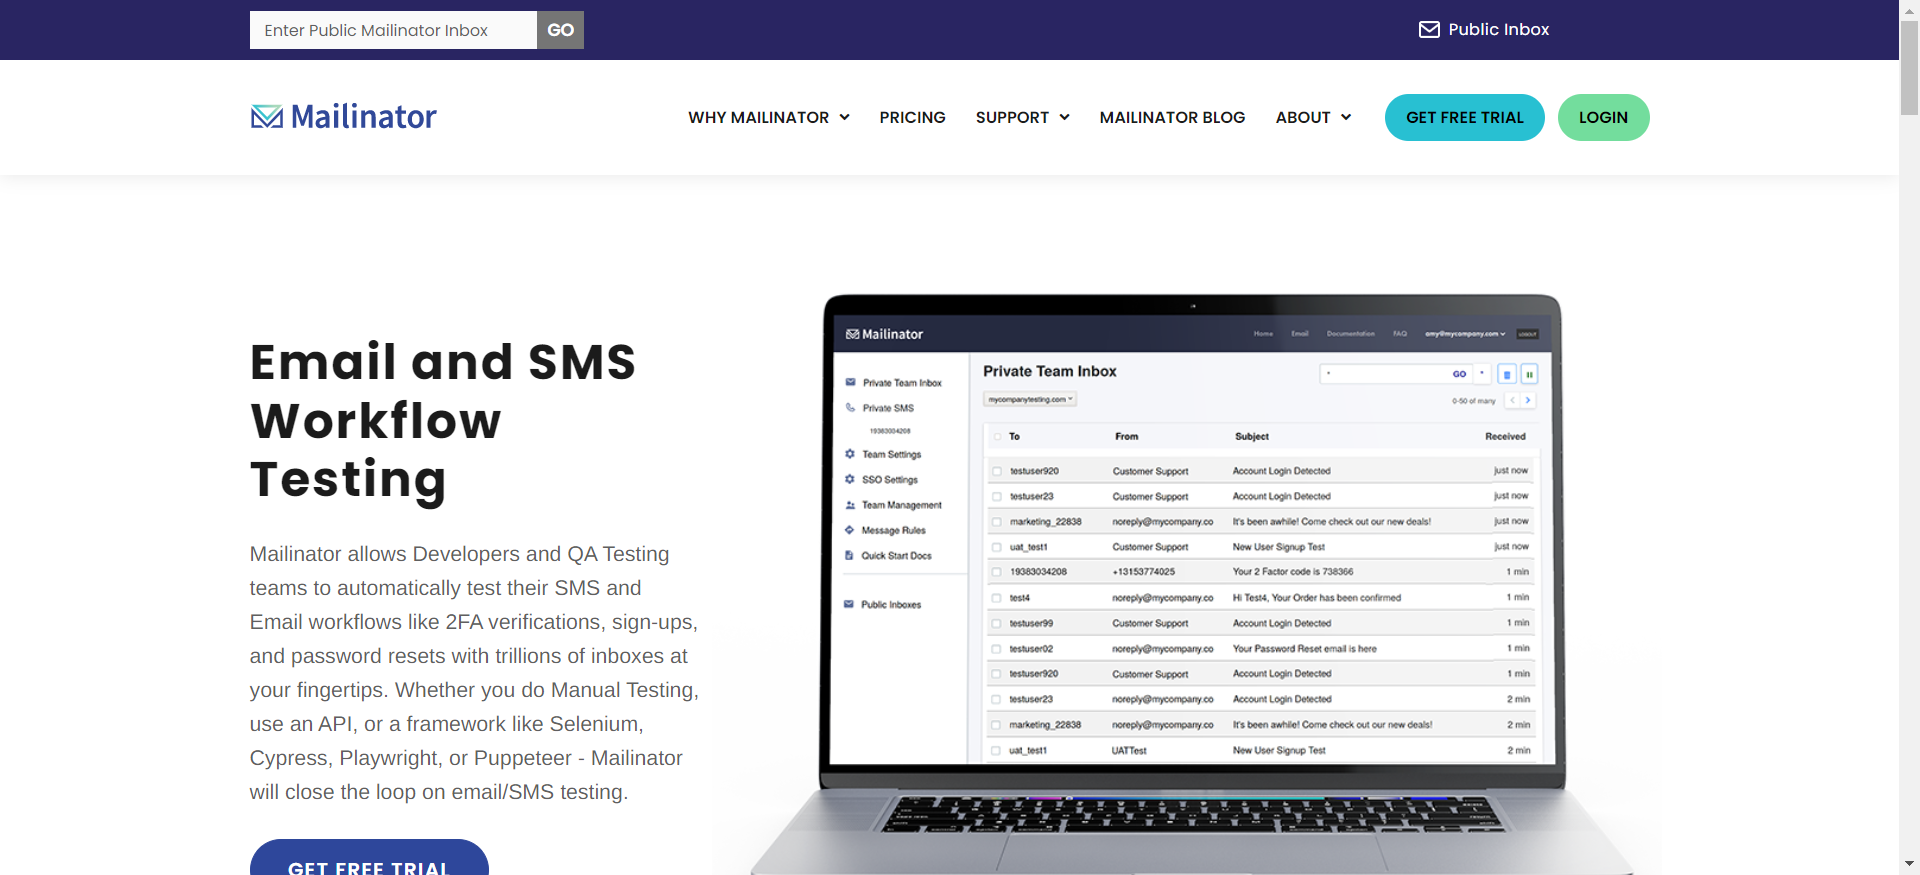 Enter Public Mailinator Inbox GO Public Inbox
Mailinator WHY MAILINATOR PRICING SUPPORT MAILINATOR BLOG ABOUT GET FREE TRIAL LOGIN
Email and SMS
Workflow
Testing
Mailinator allows Developers and QA Testing
teams to automatically test their SMS and
Email workflows like 2FA verifications, sign-ups,
and password resets with trillions of inboxes at
your fingertips. Whether you do Manual Testing,
use an API, or a framework like Selenium,
Cypress, Playwright, or Puppeteer - Mailinator
will close the loop on email/SMS testing.
GET FREE TRIAL
Mailinator Home Email Documentation FAQ amy@mycompany.com LOGOUT
Private Team Inbox
Private SMS
19383004208
Team Settings
SSO Settings
Team Management
Message Rules
Quick Start Docs
Public Inboxes
Private Team Inbox * GO
mycompanytesting.com 0-50 of many
To From Subject Received
testuser920 Customer Support Account Login Detected just now
testuser23 Customer Support Account Login Detected just now
marketing_22838 noreply@mycompany.co It's been awhile! Come check out our new deals! just now
uat_test1 Customer Support New User Signup Test just now
19383034208 +13153774025 Your 2 Factor code is 738366 1 min
test4 noreply@mycompany.co Hi Test4, Your Order has been confirmed 1 min
testuser99 Customer Support Account Login Detected 1 min
testuser02 noreply@mycompany.co Your Password Reset email is here 1 min
testuser920 Customer Support Account Login Detected 1 min
testuser23 noreply@mycompany.co Account Login Detected 2 min
marketing_22838 noreply@mycompany.co It's been awhile! Come check out our new deals! 2 min
uat_test1 UATTest New User Signup Test 2 min